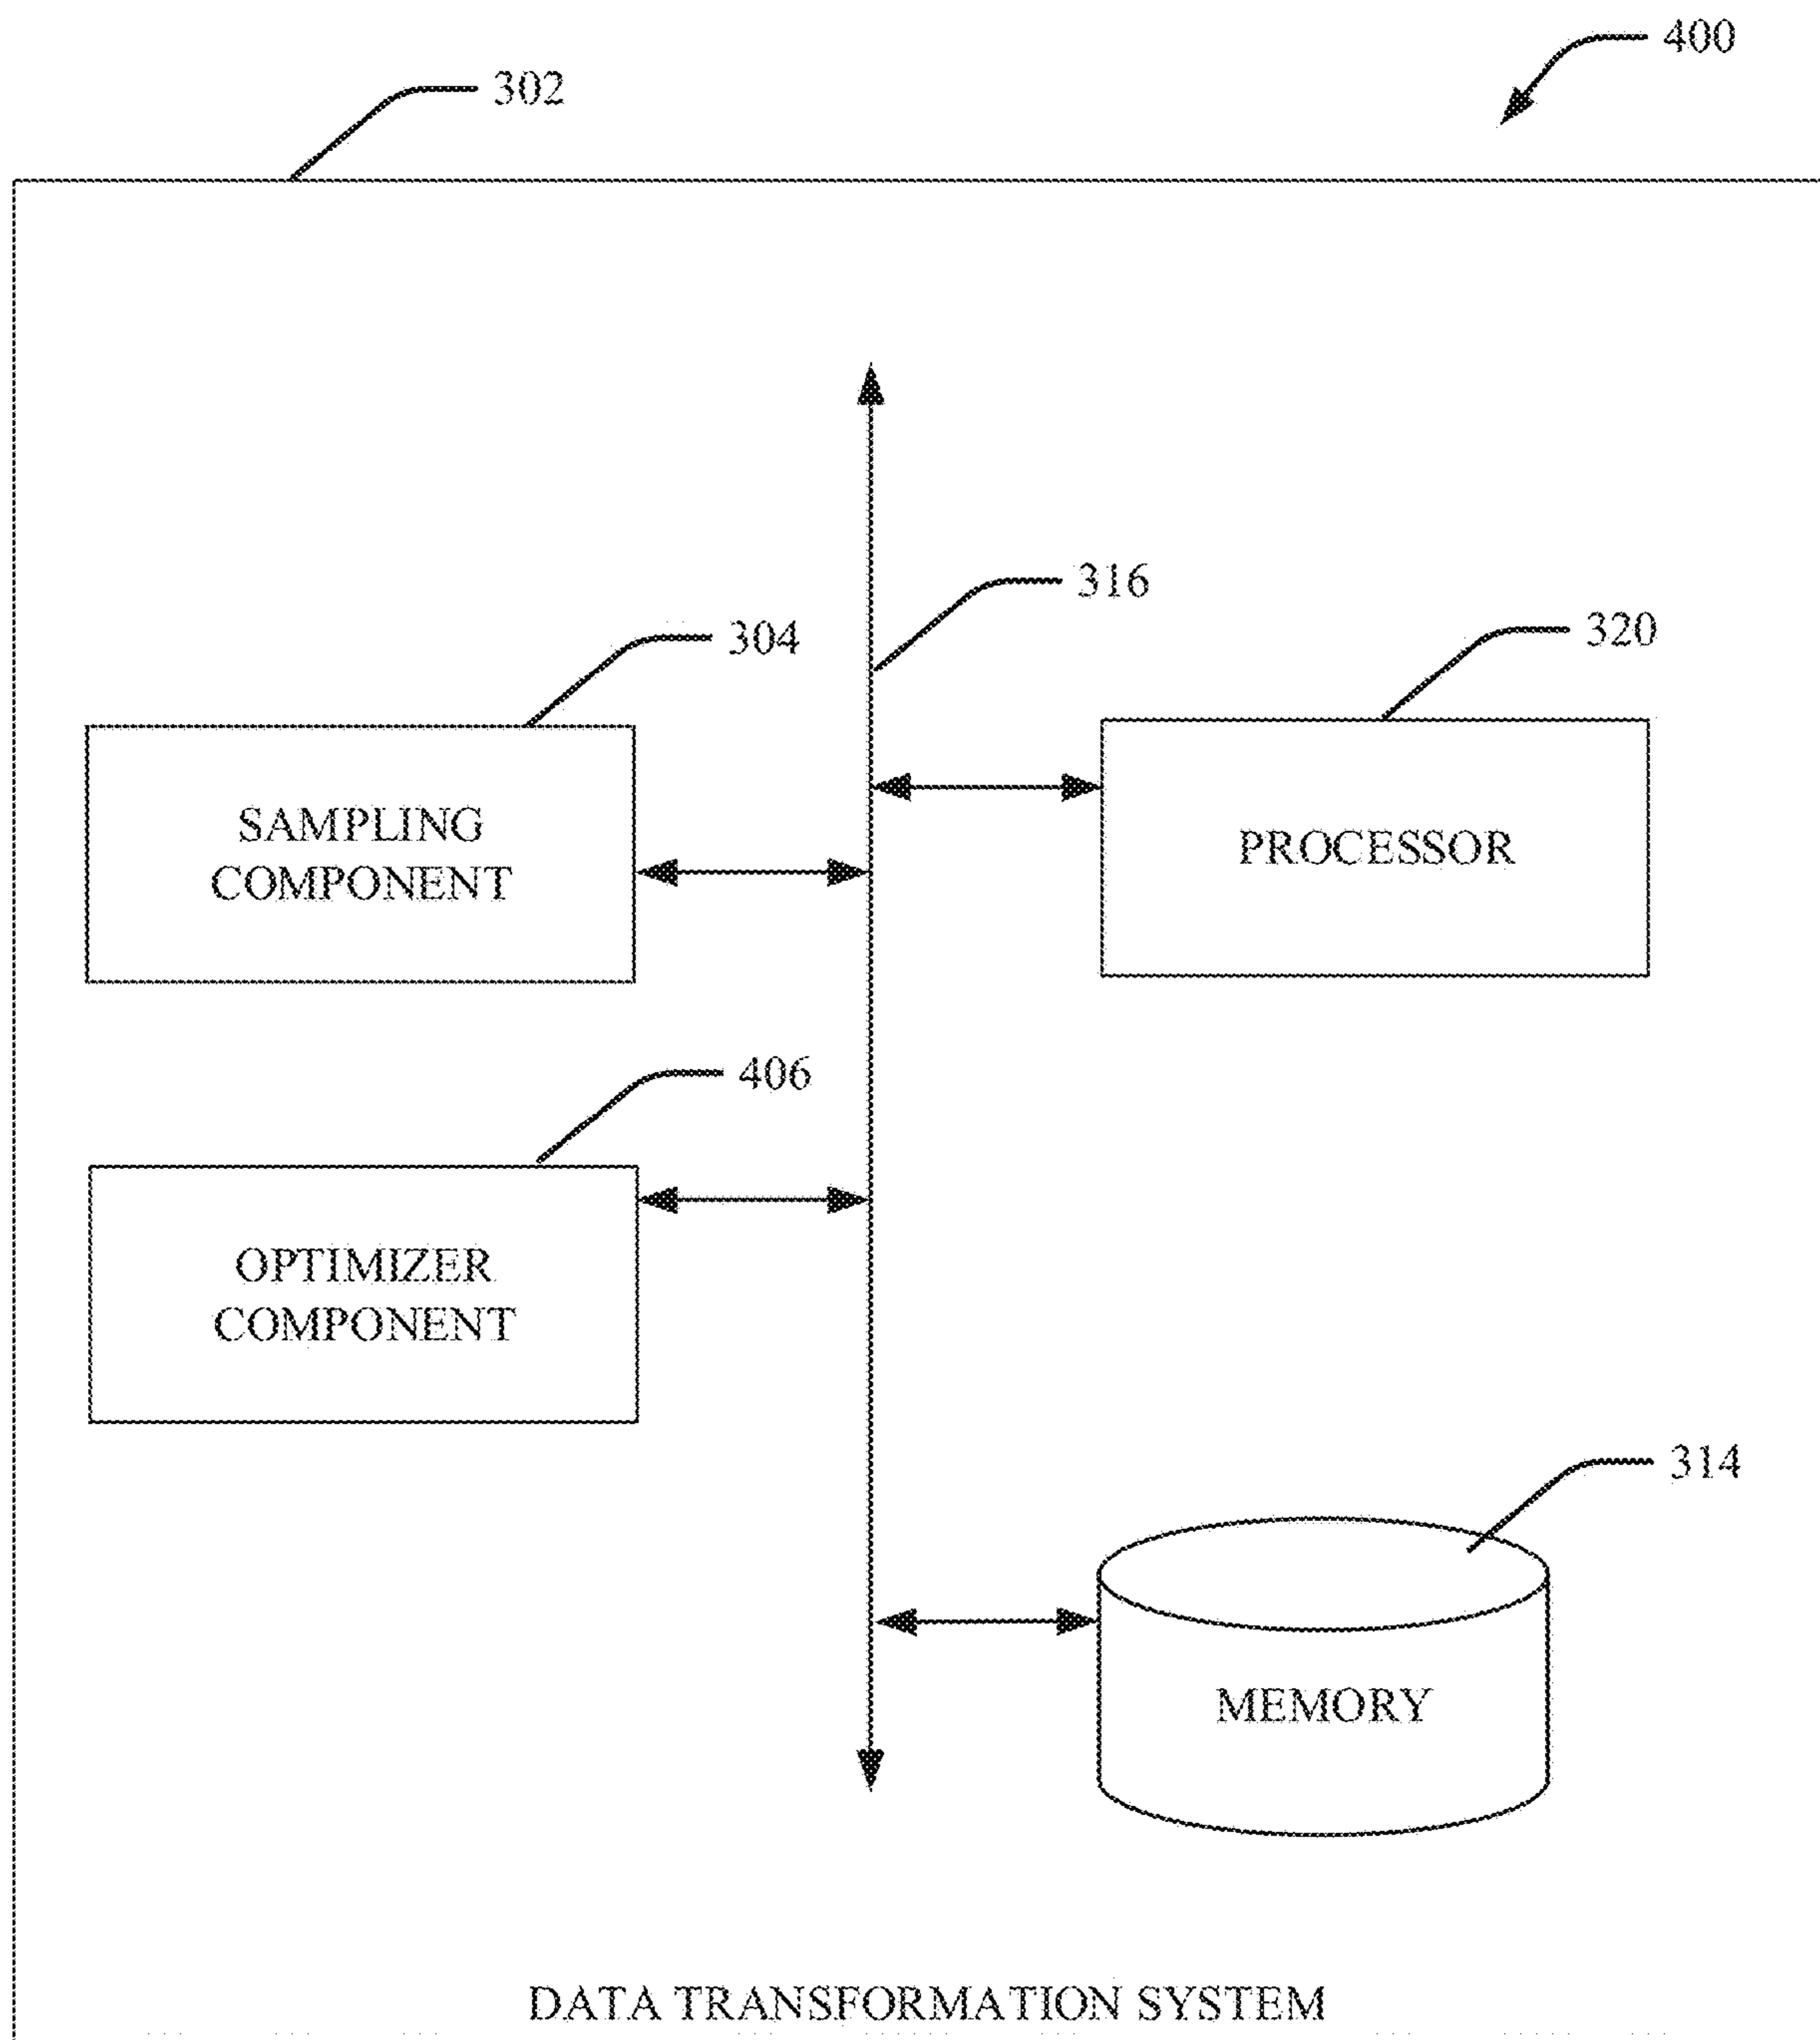 400
302
316
320
304
SAMPLING
COMPONENT
PROCESSOR
406
OPTIMIZER
COMPONENT
314
MEMORY
DATA TRANSFORMATION SYSTEM